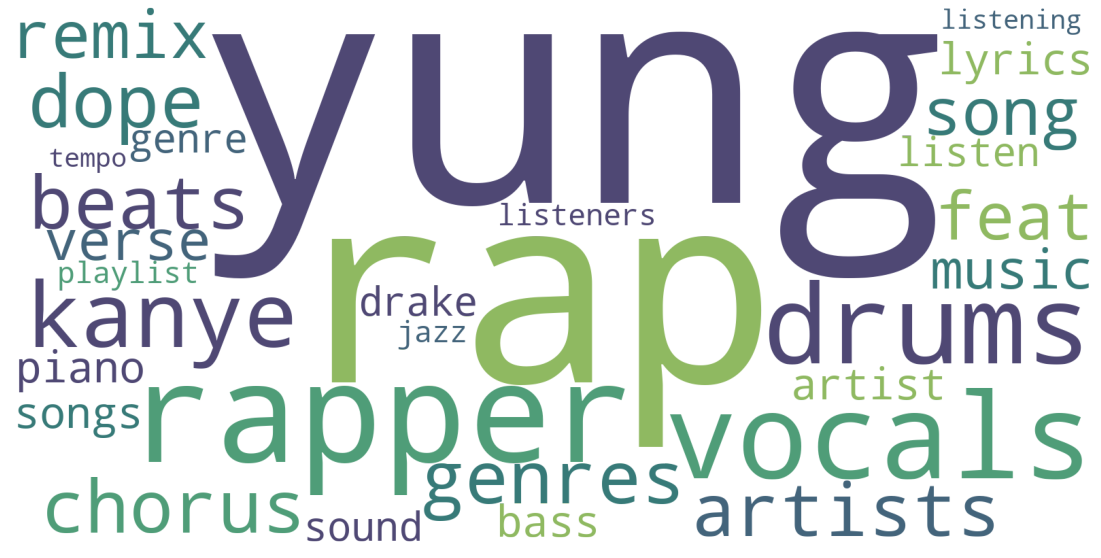 remix
yung
listening
lyrics
dope
song
genre
listen
tempo
beats
listeners
feat
verse
rap
music
playlist
kanye
drake
drums
jazz
piano
artist
songs
rapper
vocals
genres
chorus
artists
sound
bass